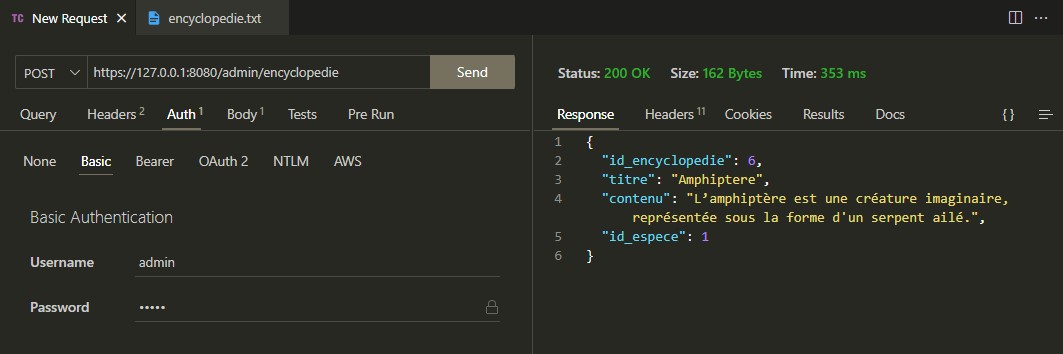 TC New Request ✕ encyclopedie.txt ···
POST https://127.0.0.1:8080/admin/encyclopedie Send
Status: 200 OK Size: 162 Bytes Time: 353 ms
Query Headers 2 Auth 1 Body 1 Tests Pre Run
Response Headers 11 Cookies Results Docs {}
None Basic Bearer OAuth 2 NTLM AWS
Basic Authentication
Username admin
Password •••••
1 {
2 "id_encyclopedie": 6,
3 "titre": "Amphiptere",
4 "contenu": "L’amphiptère est une créature imaginaire,
représentée sous la forme d'un serpent ailé.",
5 "id_espece": 1
6 }